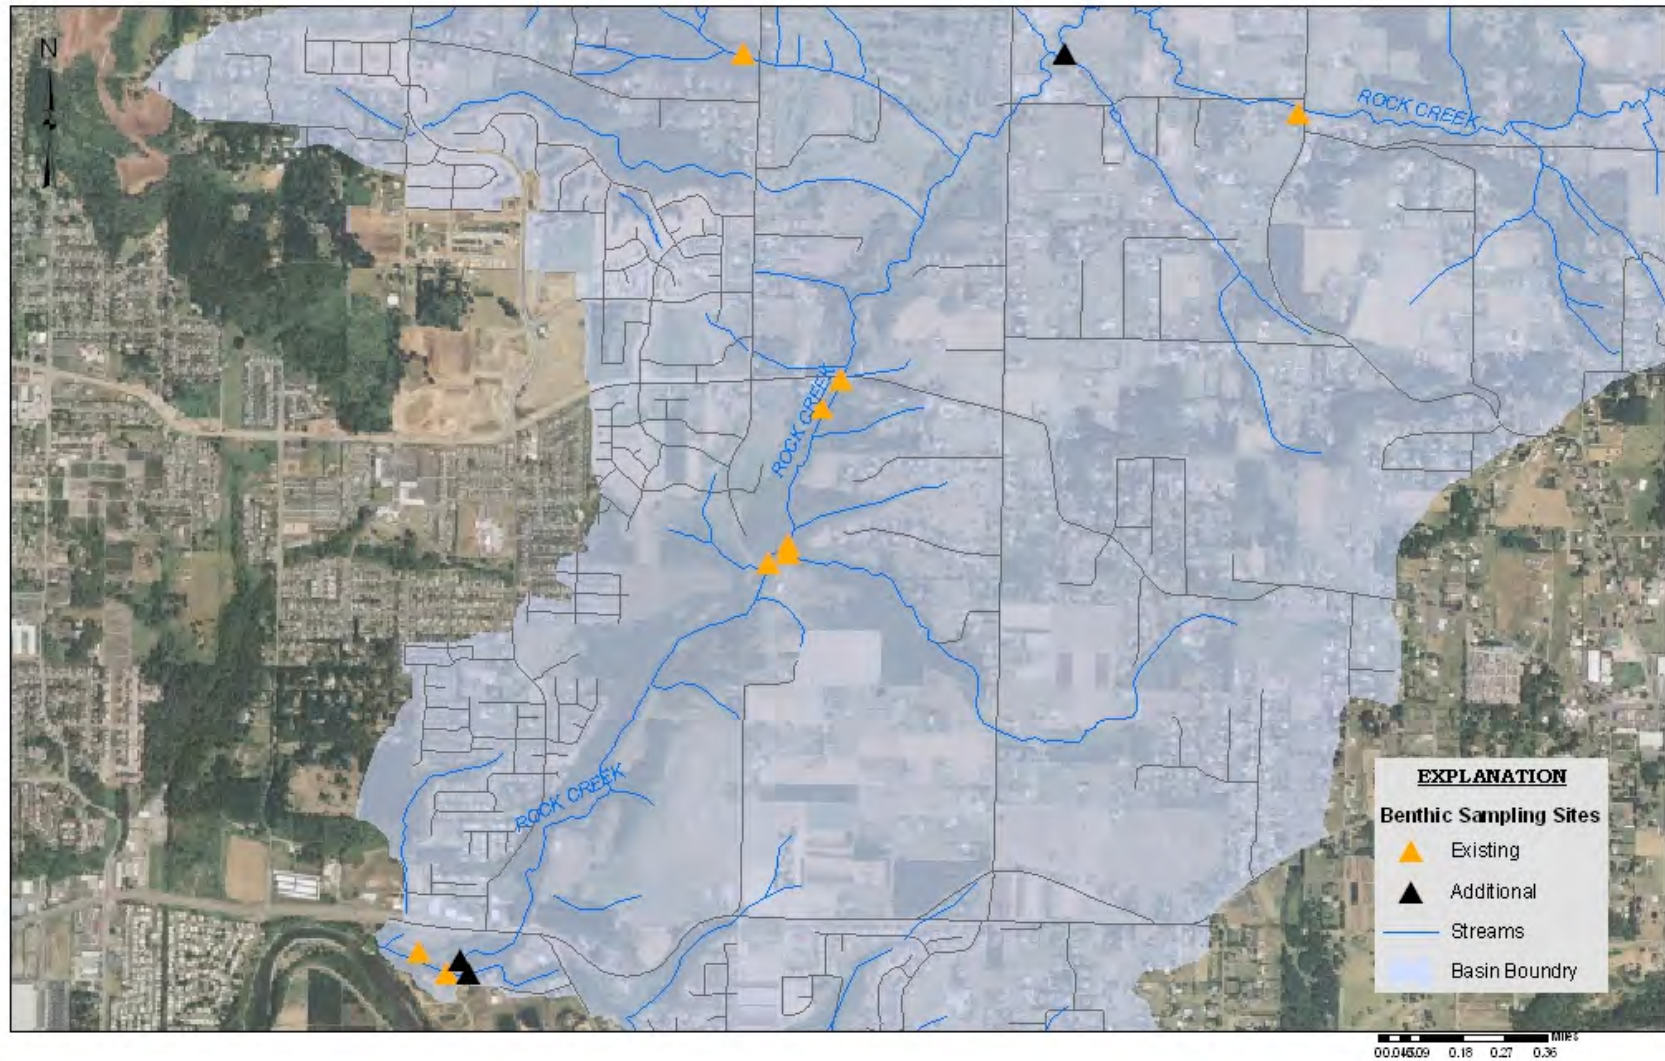 N
ROCK CREEK
ROCK CREEK
ROCK CREEK
EXPLANATION
Benthic Sampling Sites
Existing
Additional
Streams
Basin Boundry
Miles
0.18 0.27 0.36